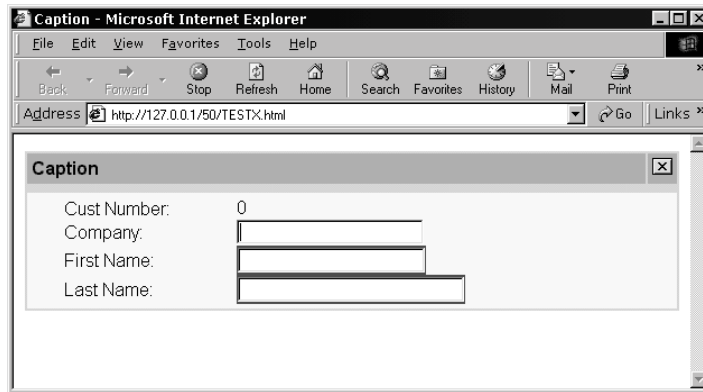 Caption - Microsoft Internet Explorer
File Edit View Favorites Tools Help
Back Forward Stop Refresh Home Search Favorites History Mail Print »
Address http://127.0.0.1/50/TESTX.html Go Links »
Caption
Cust Number: 0
Company:
First Name:
Last Name: